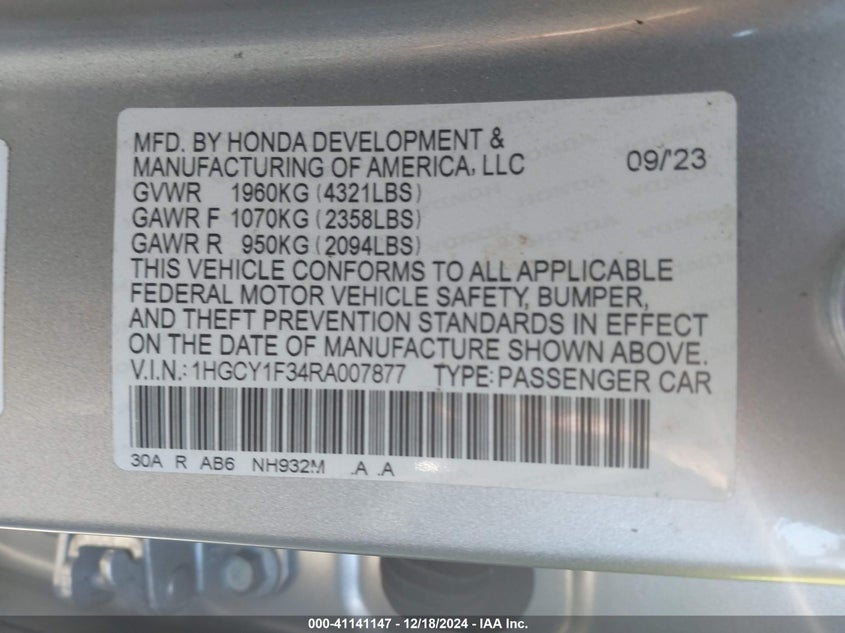 MFD. BY HONDA DEVELOPMENT &
MANUFACTURING OF AMERICA, LLC 09/'23
GVWR 1960KG (4321LBS)
GAWR F 1070KG (2358LBS)
GAWR R 950KG (2094LBS)
THIS VEHICLE CONFORMS TO ALL APPLICABLE
FEDERAL MOTOR VEHICLE SAFETY, BUMPER,
AND THEFT PREVENTION STANDARDS IN EFFECT
ON THE DATE OF MANUFACTURE SHOWN ABOVE.
V.I.N.: 1HGCY1F34RA007877 TYPE: PASSENGER CAR
30A R AB6 NH932M .A .A
000-41141147 - 12/18/2024 - IAA Inc.